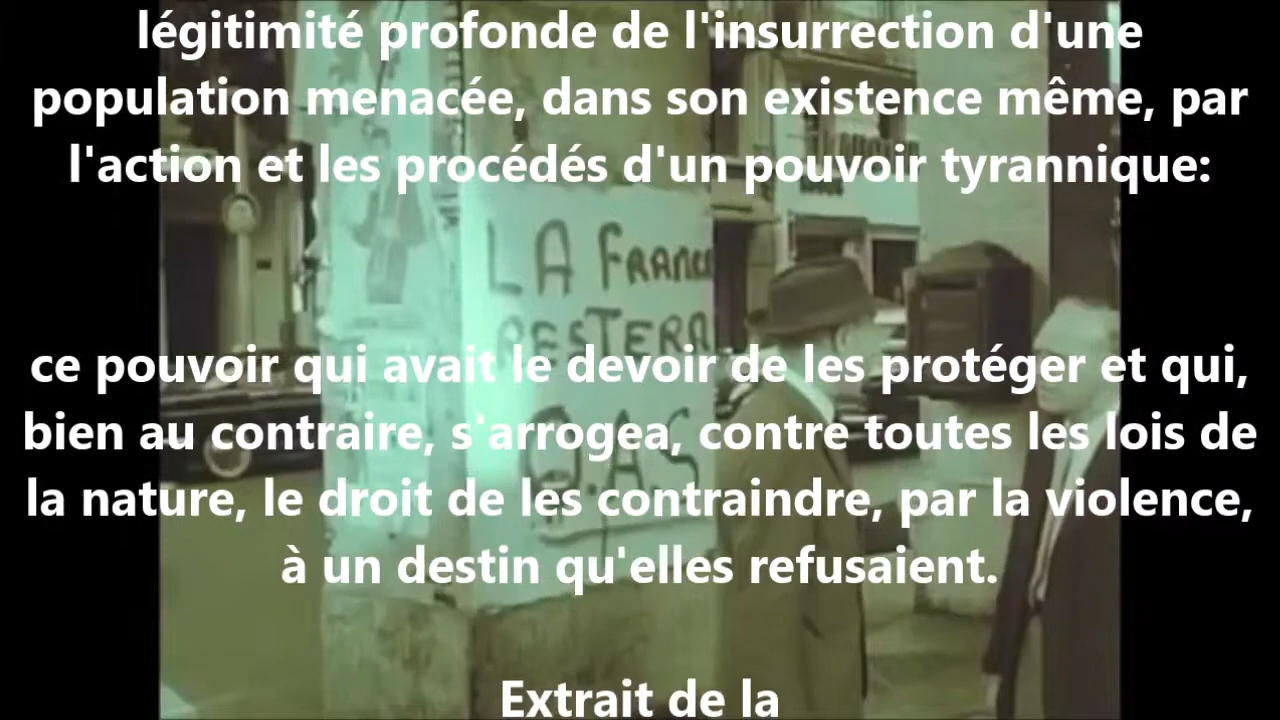 légitimité profonde de l'insurrection d'une
population menacée, dans son existence même, par
l'action et les procédés d'un pouvoir tyrannique:
LA FRANC
RESTERA
O.A.S
ce pouvoir qui avait le devoir de les protéger et qui,
bien au contraire, s'arrogea, contre toutes les lois de
la nature, le droit de les contraindre, par la violence,
à un destin qu'elles refusaient.
Extrait de la